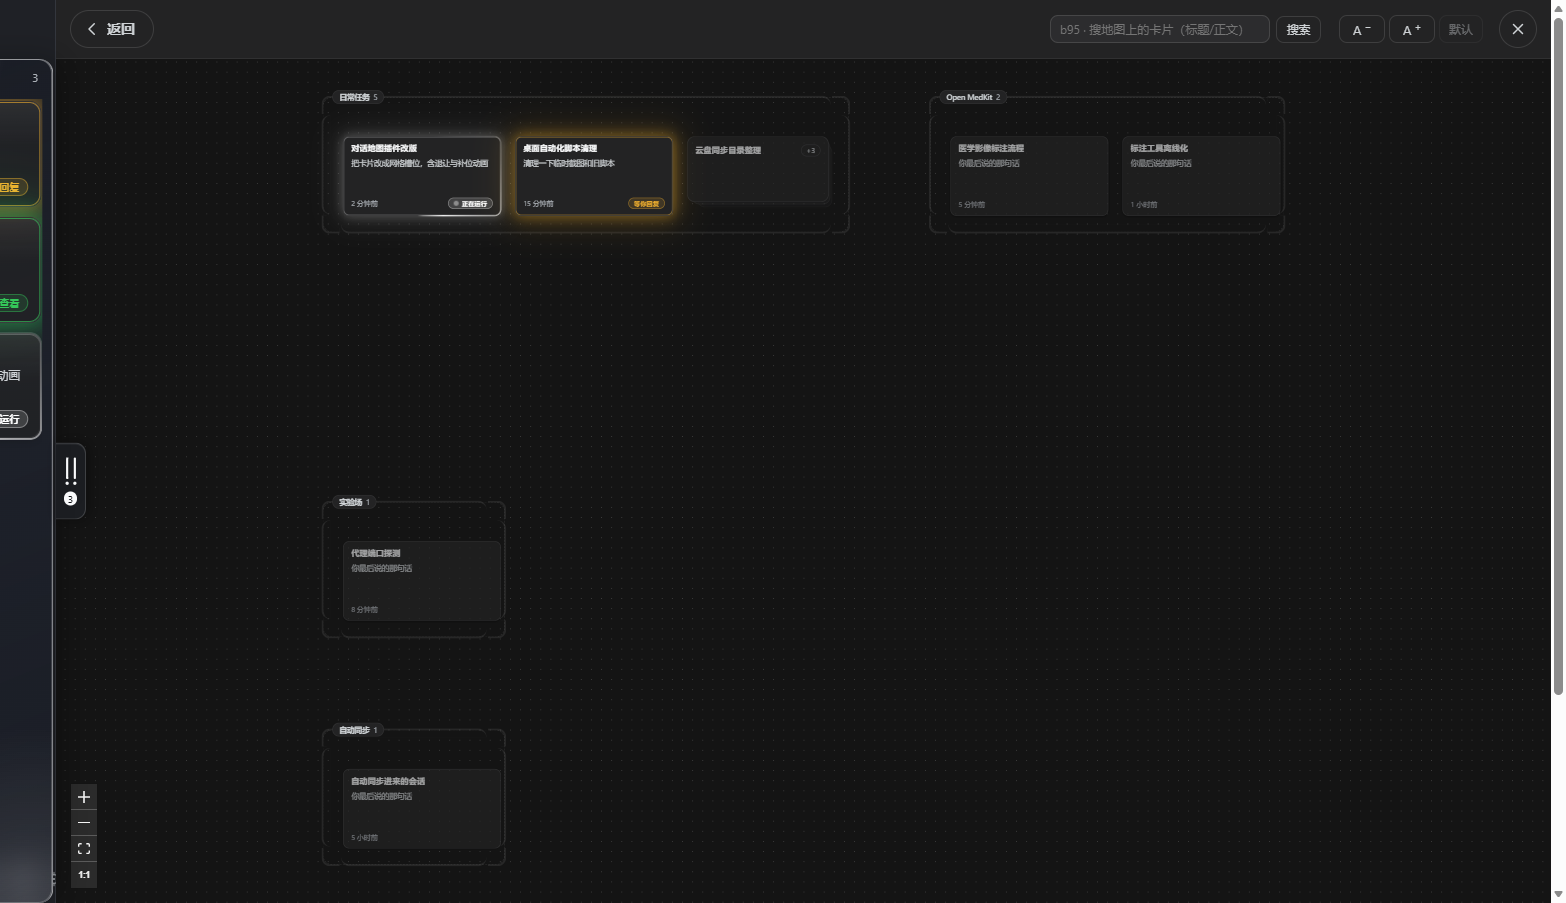 返回
b95 · 搜地图上的卡片（标题/正文）
搜索
A⁻
A⁺
默认
3
回复
查看
动画
运行
3
日常任务 5
对话地图插件改版
把卡片改成网格槽位，含退让与补位动画
2 分钟前
正在运行
桌面自动化脚本清理
清理一下临时截图和旧脚本
15 分钟前
等你回复
云盘同步目录整理
+3
Open MedKit 2
医学影像标注流程
你最后说的那句话
5 分钟前
标注工具离线化
你最后说的那句话
1 小时前
实验场 1
代理端口探测
你最后说的那句话
8 分钟前
自动同步 1
自动同步进来的会话
你最后说的那句话
5 小时前
1:1